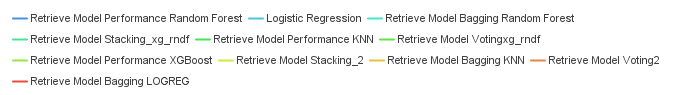 Retrieve Model Performance Random Forest Logistic Regression Retrieve Model Bagging Random Forest
Retrieve Model Stacking_xg_rndf Retrieve Model Performance KNN Retrieve Model Votingxg_rndf
Retrieve Model Performance XGBoost Retrieve Model Stacking_2 Retrieve Model Bagging KNN Retrieve Model Voting2
Retrieve Model Bagging LOGREG